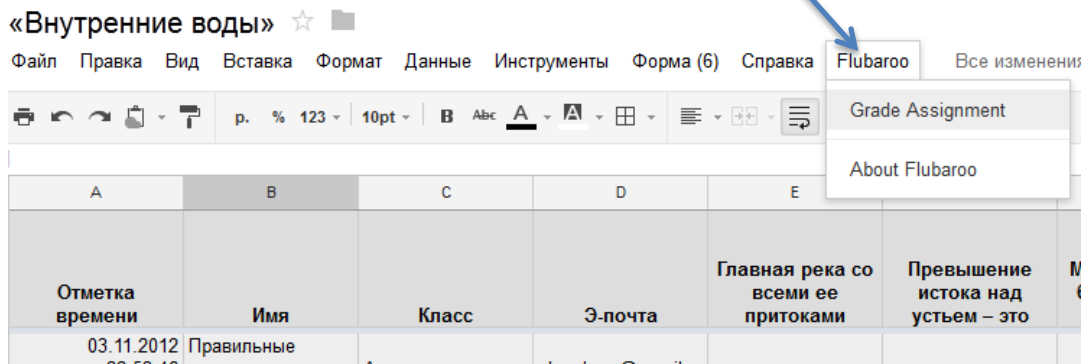 «Внутренние воды»
Файл Правка Вид Вставка Формат Данные Инструменты Форма (6) Справка Flubaroo Все изменения
р. % 123 10pt B Abc A A
Grade Assignment
About Flubaroo
A B C D E
Отметка времени Имя Класс Э-почта Главная река со всеми ее притоками Превышение истока над устьем – это
03.11.2012 Правильные